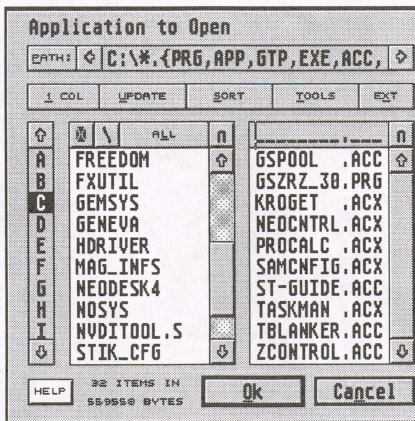 Application to Open
PATH: C:\*.{PRG,APP,GTP,EXE,ACC,
1 COL UPDATE SORT TOOLS EXT
\ ALL n
________.___ n
A FREEDOM GSPOOL .ACC
B FXUTIL GSZRZ_30.PRG
C GEMSYS KROGET .ACX
D GENEVA NEOCNTRL.ACX
E HDRIVER PROCALC .ACX
F MAG_INFS SAMCNFIG.ACX
G NEODESK4 ST-GUIDE.ACC
H NOSYS TASKMAN .ACX
I NVDITOOL.S TBLANKER.ACC
STIK_CFG ZCONTROL.ACC
HELP 32 ITEMS IN
559558 BYTES
Ok Cancel